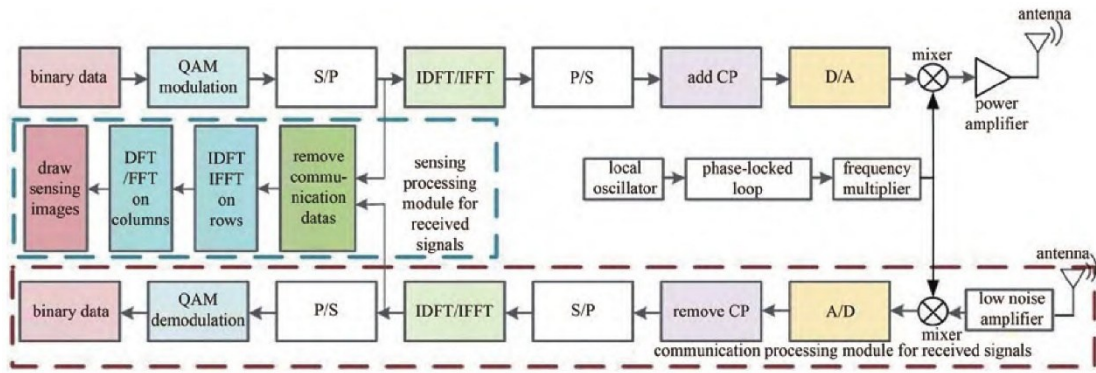 antenna
mixer
binary data
QAM
modulation
S/P
IDFT/IFFT
P/S
add CP
D/A
power
amplifier
draw
sensing
images
DFT
/FFT
on
columns
IDFT
IFFT
on
rows
remove
commu-
nication
datas
sensing
processing
module for
received
signals
local
oscillator
phase-locked
loop
frequency
multiplier
antenna
binary data
QAM
demodulation
P/S
IDFT/IFFT
S/P
remove CP
A/D
mixer
low noise
amplifier
communication processing module for received signals